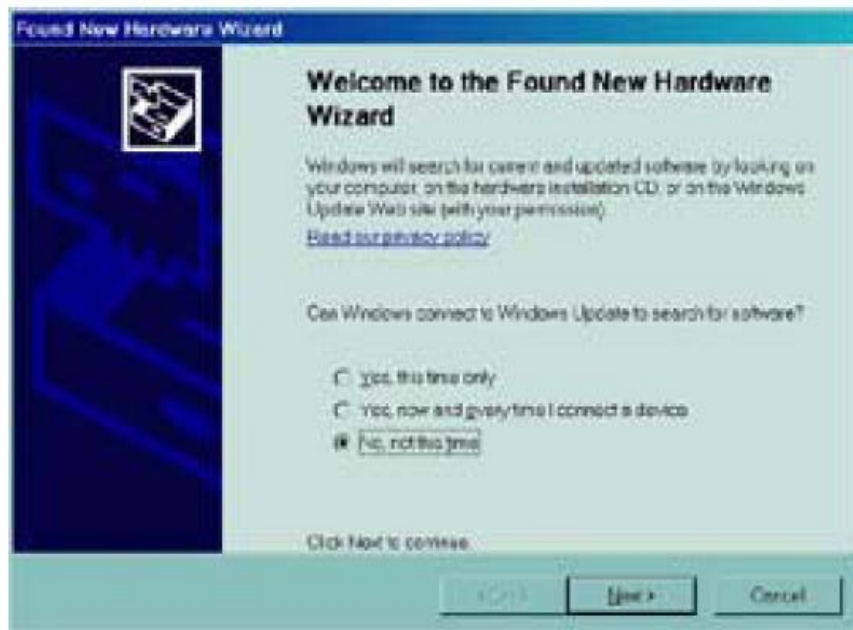 Found New Hardware Wizard
Welcome to the Found New Hardware
Wizard
Windows will search for current and updated software by looking on
your computer, on the hardware installation CD, or on the Windows
Update Web site (with your permission).
Read our privacy policy
Can Windows connect to Windows Update to search for software?
Yes, this time only
Yes, now and every time I connect a device
No, not this time
Click Next to continue.
Next >
Cancel